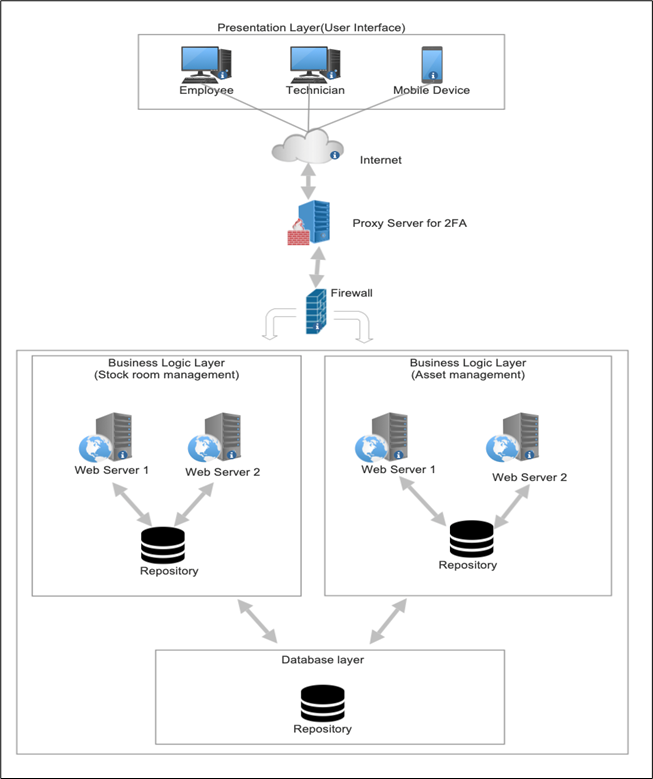 Presentation Layer(User Interface)
Employee
Technician
Mobile Device
Internet
Proxy Server for 2FA
Firewall
Business Logic Layer
(Stock room management)
Web Server 1
Web Server 2
Repository
Business Logic Layer
(Asset management)
Web Server 1
Web Server 2
Repository
Database layer
Repository